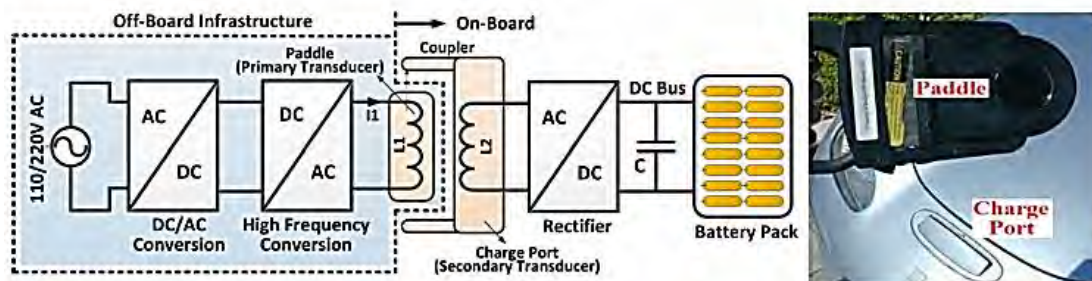 Off-Board Infrastructure
On-Board
Coupler
Paddle
(Primary Transducer)
110/220V AC
AC
DC
DC
AC
I1
L1
L2
AC
DC
DC Bus
C
DC/AC
Conversion
High Frequency
Conversion
Charge Port
(Secondary Transducer)
Rectifier
Battery Pack
CAUTION
Paddle
Charge
Port